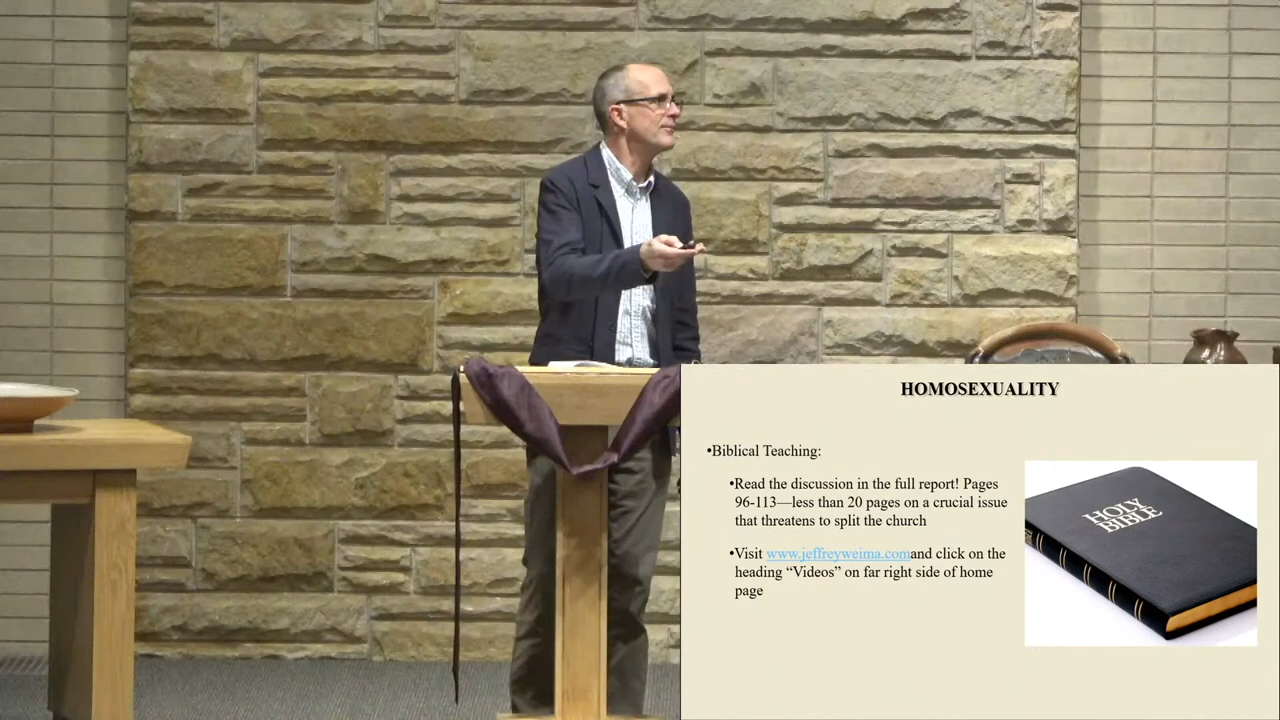 HOMOSEXUALITY
•Biblical Teaching:
•Read the discussion in the full report! Pages
96-113—less than 20 pages on a crucial issue
that threatens to split the church
•Visit www.jeffreyweima.comand click on the
heading “Videos” on far right side of home
page
HOLY
BIBLE